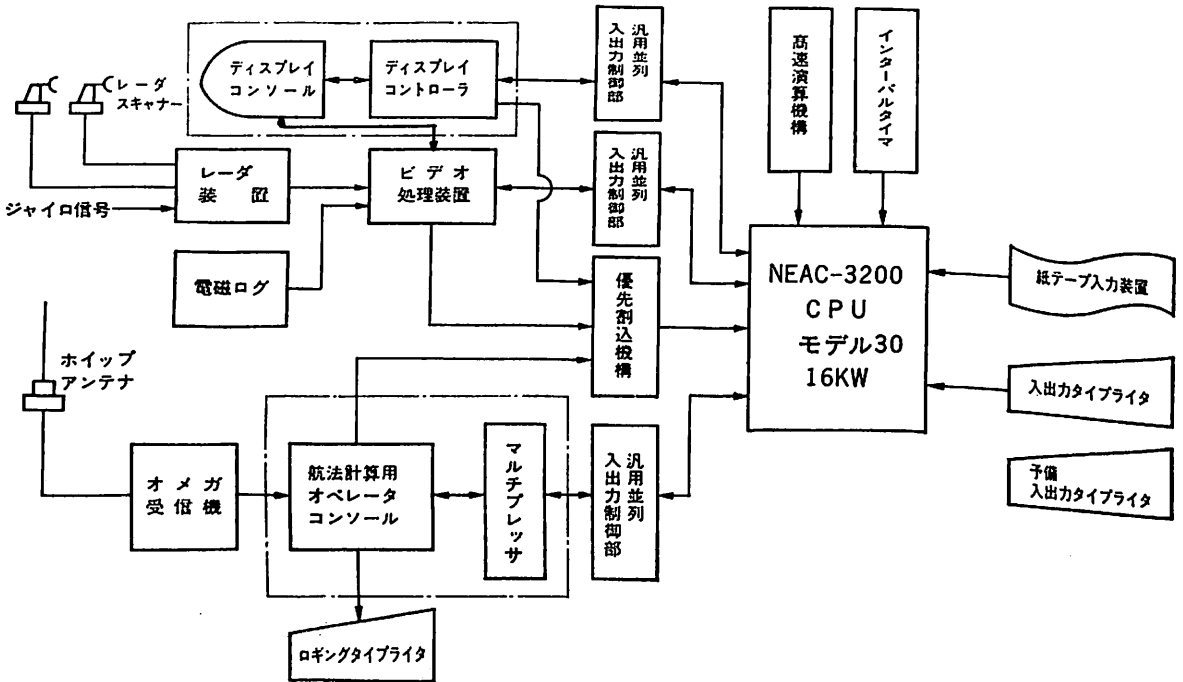 ディスプレイ
コンソール
ディスプレイ
コントローラ
汎用並列
入出力制御部
高速演算機構
インターバルタイマ
レーダ
スキャナー
レーダ
装置
ビデオ
処理装置
汎用並列
入出力制御部
ジャイロ信号
電磁ログ
優先割込機構
NEAC-3200
CPU
モデル30
16KW
紙テープ入力装置
ホイップ
アンテナ
入出力タイプライタ
オメガ
受信機
航法計算用
オペレータ
コンソール
マルチプレッサ
汎用並列
入出力制御部
予備
入出力タイプライタ
ロギングタイプライタ